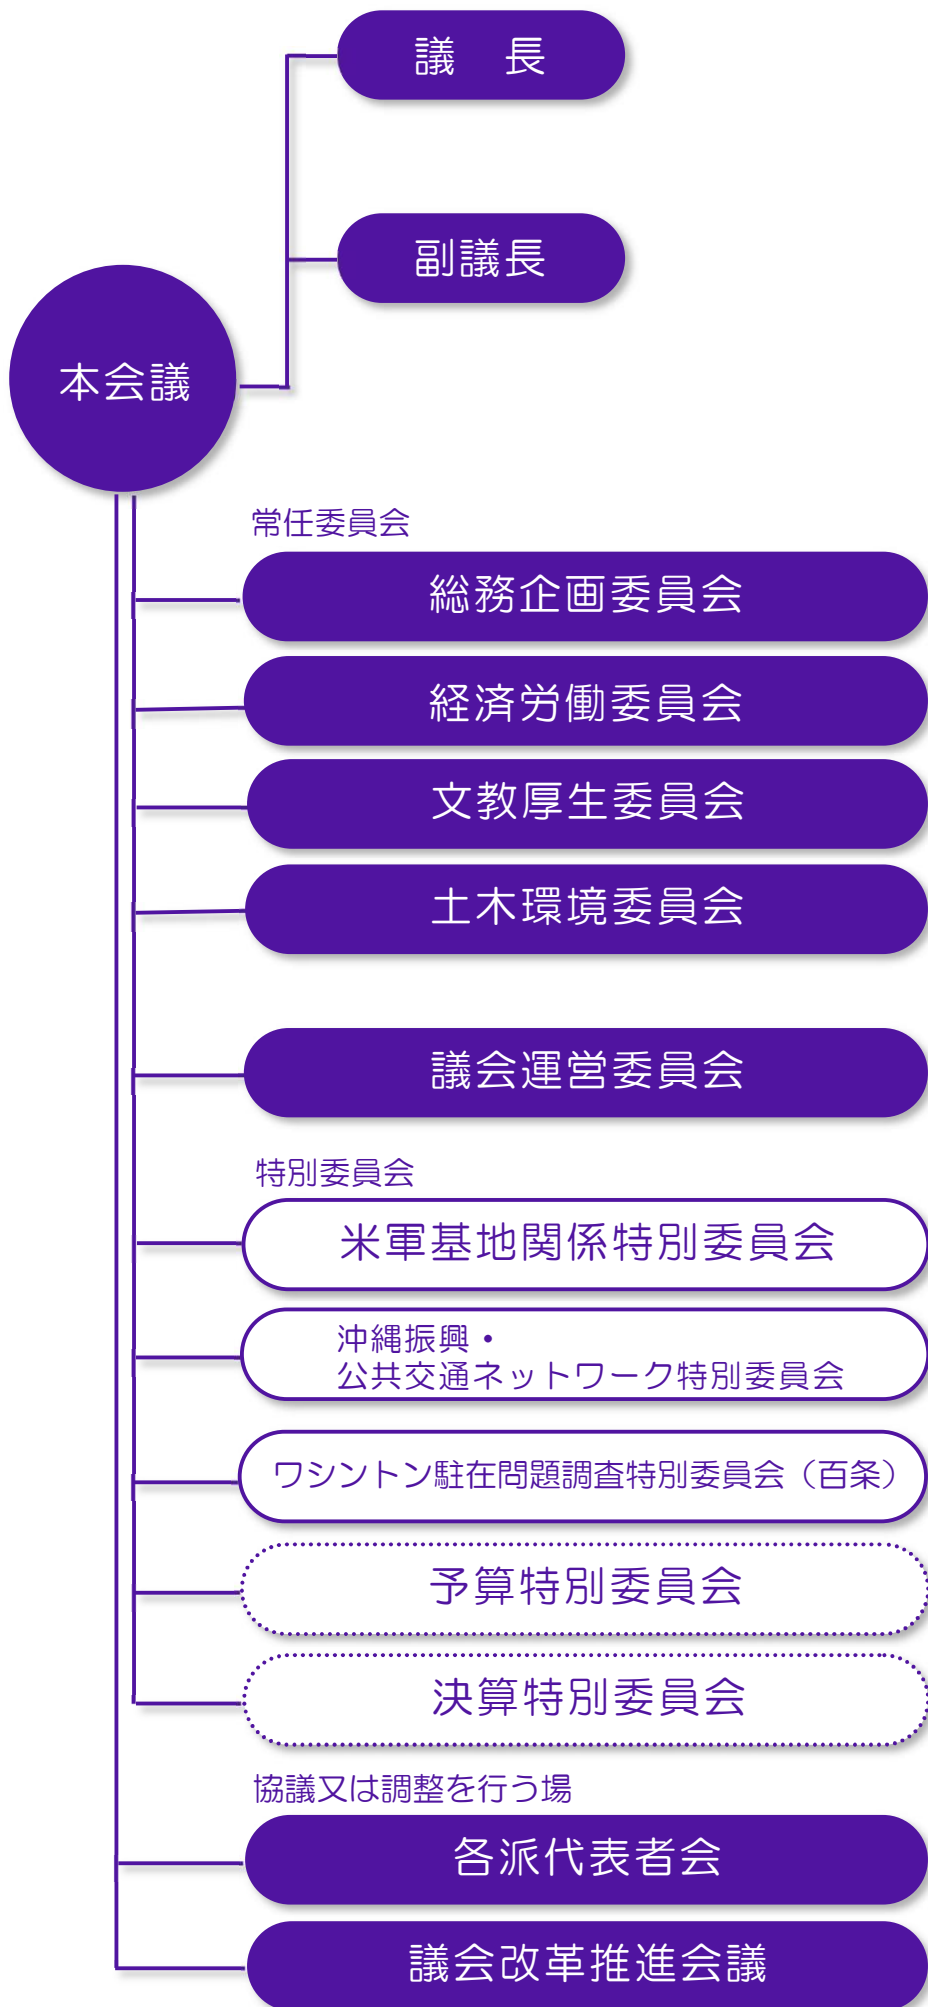 議　長
副議長
本会議
常任委員会
総務企画委員会
経済労働委員会
文教厚生委員会
土木環境委員会
議会運営委員会
特別委員会
米軍基地関係特別委員会
沖縄振興・
公共交通ネットワーク特別委員会
ワシントン駐在問題調査特別委員会（百条）
予算特別委員会
決算特別委員会
協議又は調整を行う場
各派代表者会
議会改革推進会議